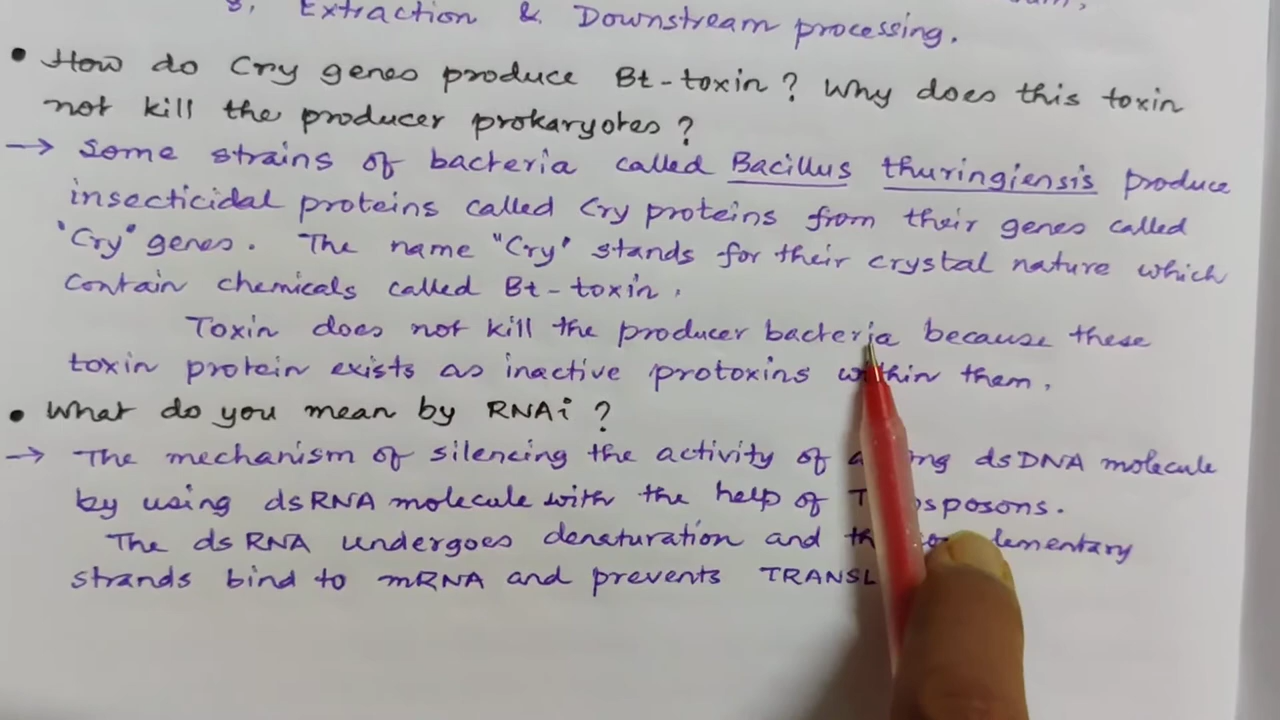 3. Extraction & Downstream processing.
• How do Cry genes produce Bt-toxin? Why does this toxin
not kill the producer prokaryotes?
→ Some strains of bacteria called Bacillus thuringiensis produce
insecticidal proteins called Cry proteins from their genes called
"Cry" genes. The name "Cry" stands for their crystal nature which
contain chemicals called Bt-toxin.
Toxin does not kill the producer bacteria because these
toxin protein exists as inactive protoxins within them.
• What do you mean by RNAi?
→ The mechanism of silencing the activity of dsDNA molecule
by using dsRNA molecule with the help of sposons.
The dsRNA undergoes denaturation and lementary
strands bind to mRNA and prevents TRANSL